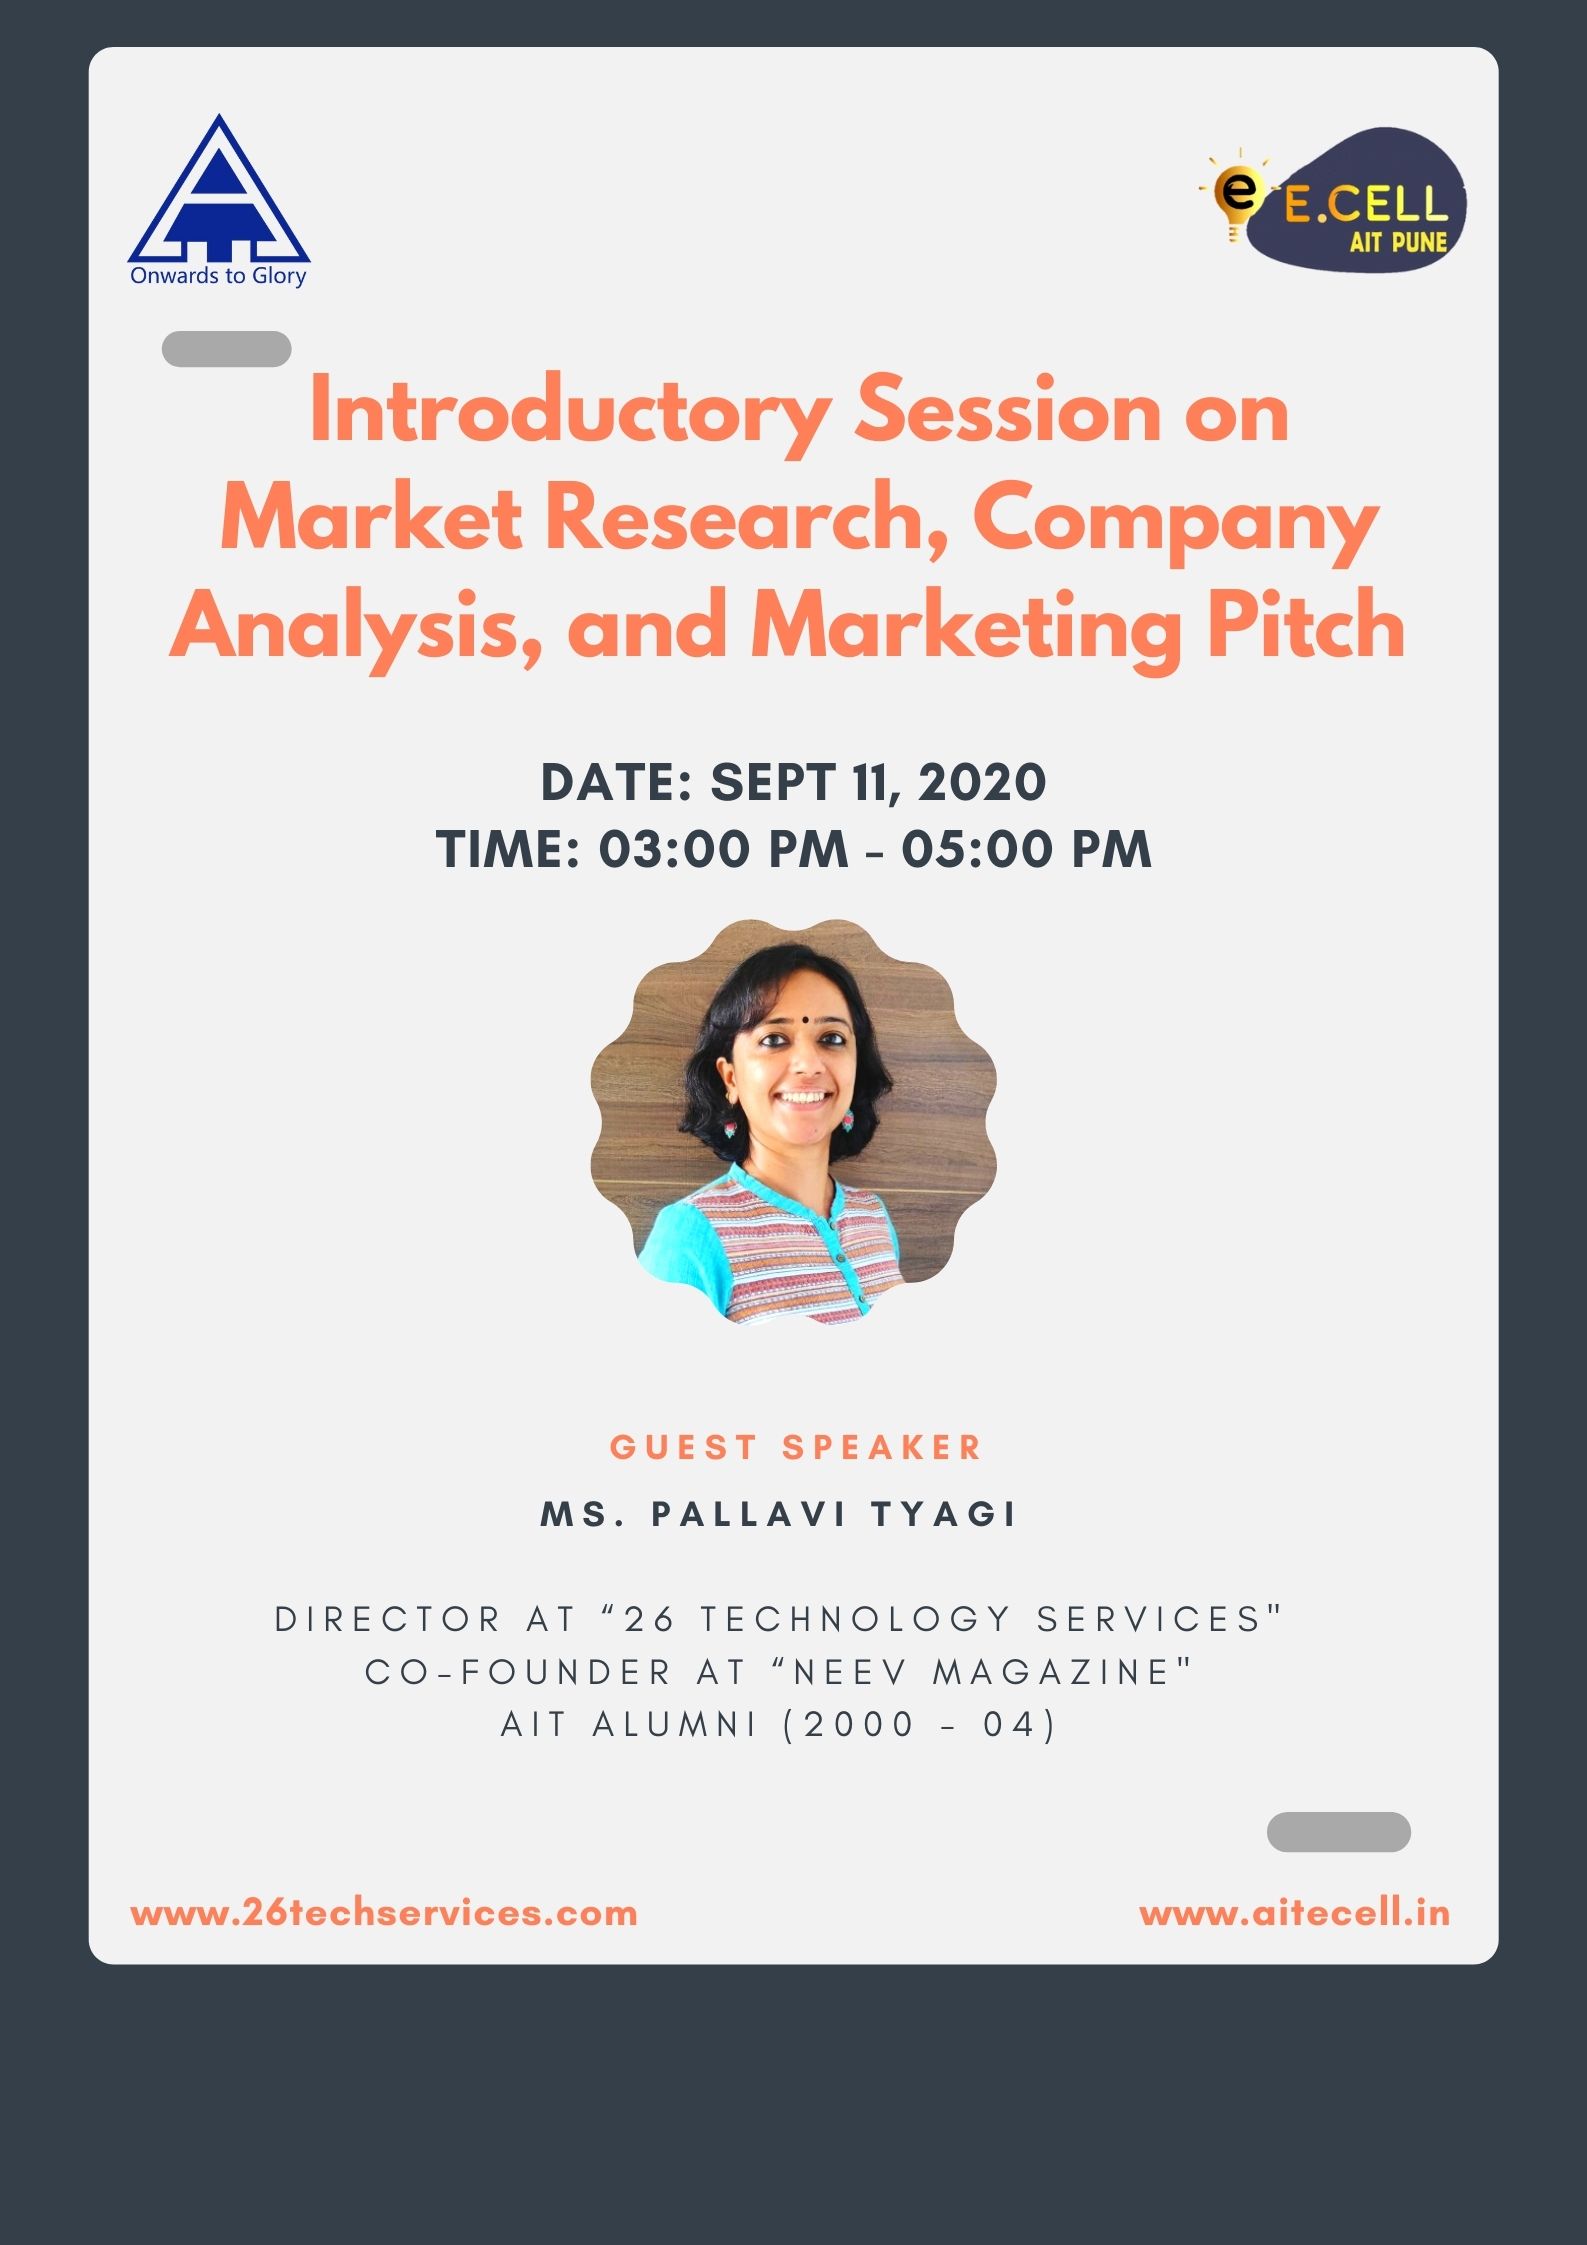 Onwards to Glory
e E.CELL
AIT PUNE
Introductory Session on
Market Research, Company
Analysis, and Marketing Pitch
DATE: SEPT 11, 2020
TIME: 03:00 PM - 05:00 PM
GUEST SPEAKER
MS. PALLAVI TYAGI
DIRECTOR AT “26 TECHNOLOGY SERVICES"
CO-FOUNDER AT “NEEV MAGAZINE"
AIT ALUMNI (2000 - 04)
www.26techservices.com
www.aitecell.in